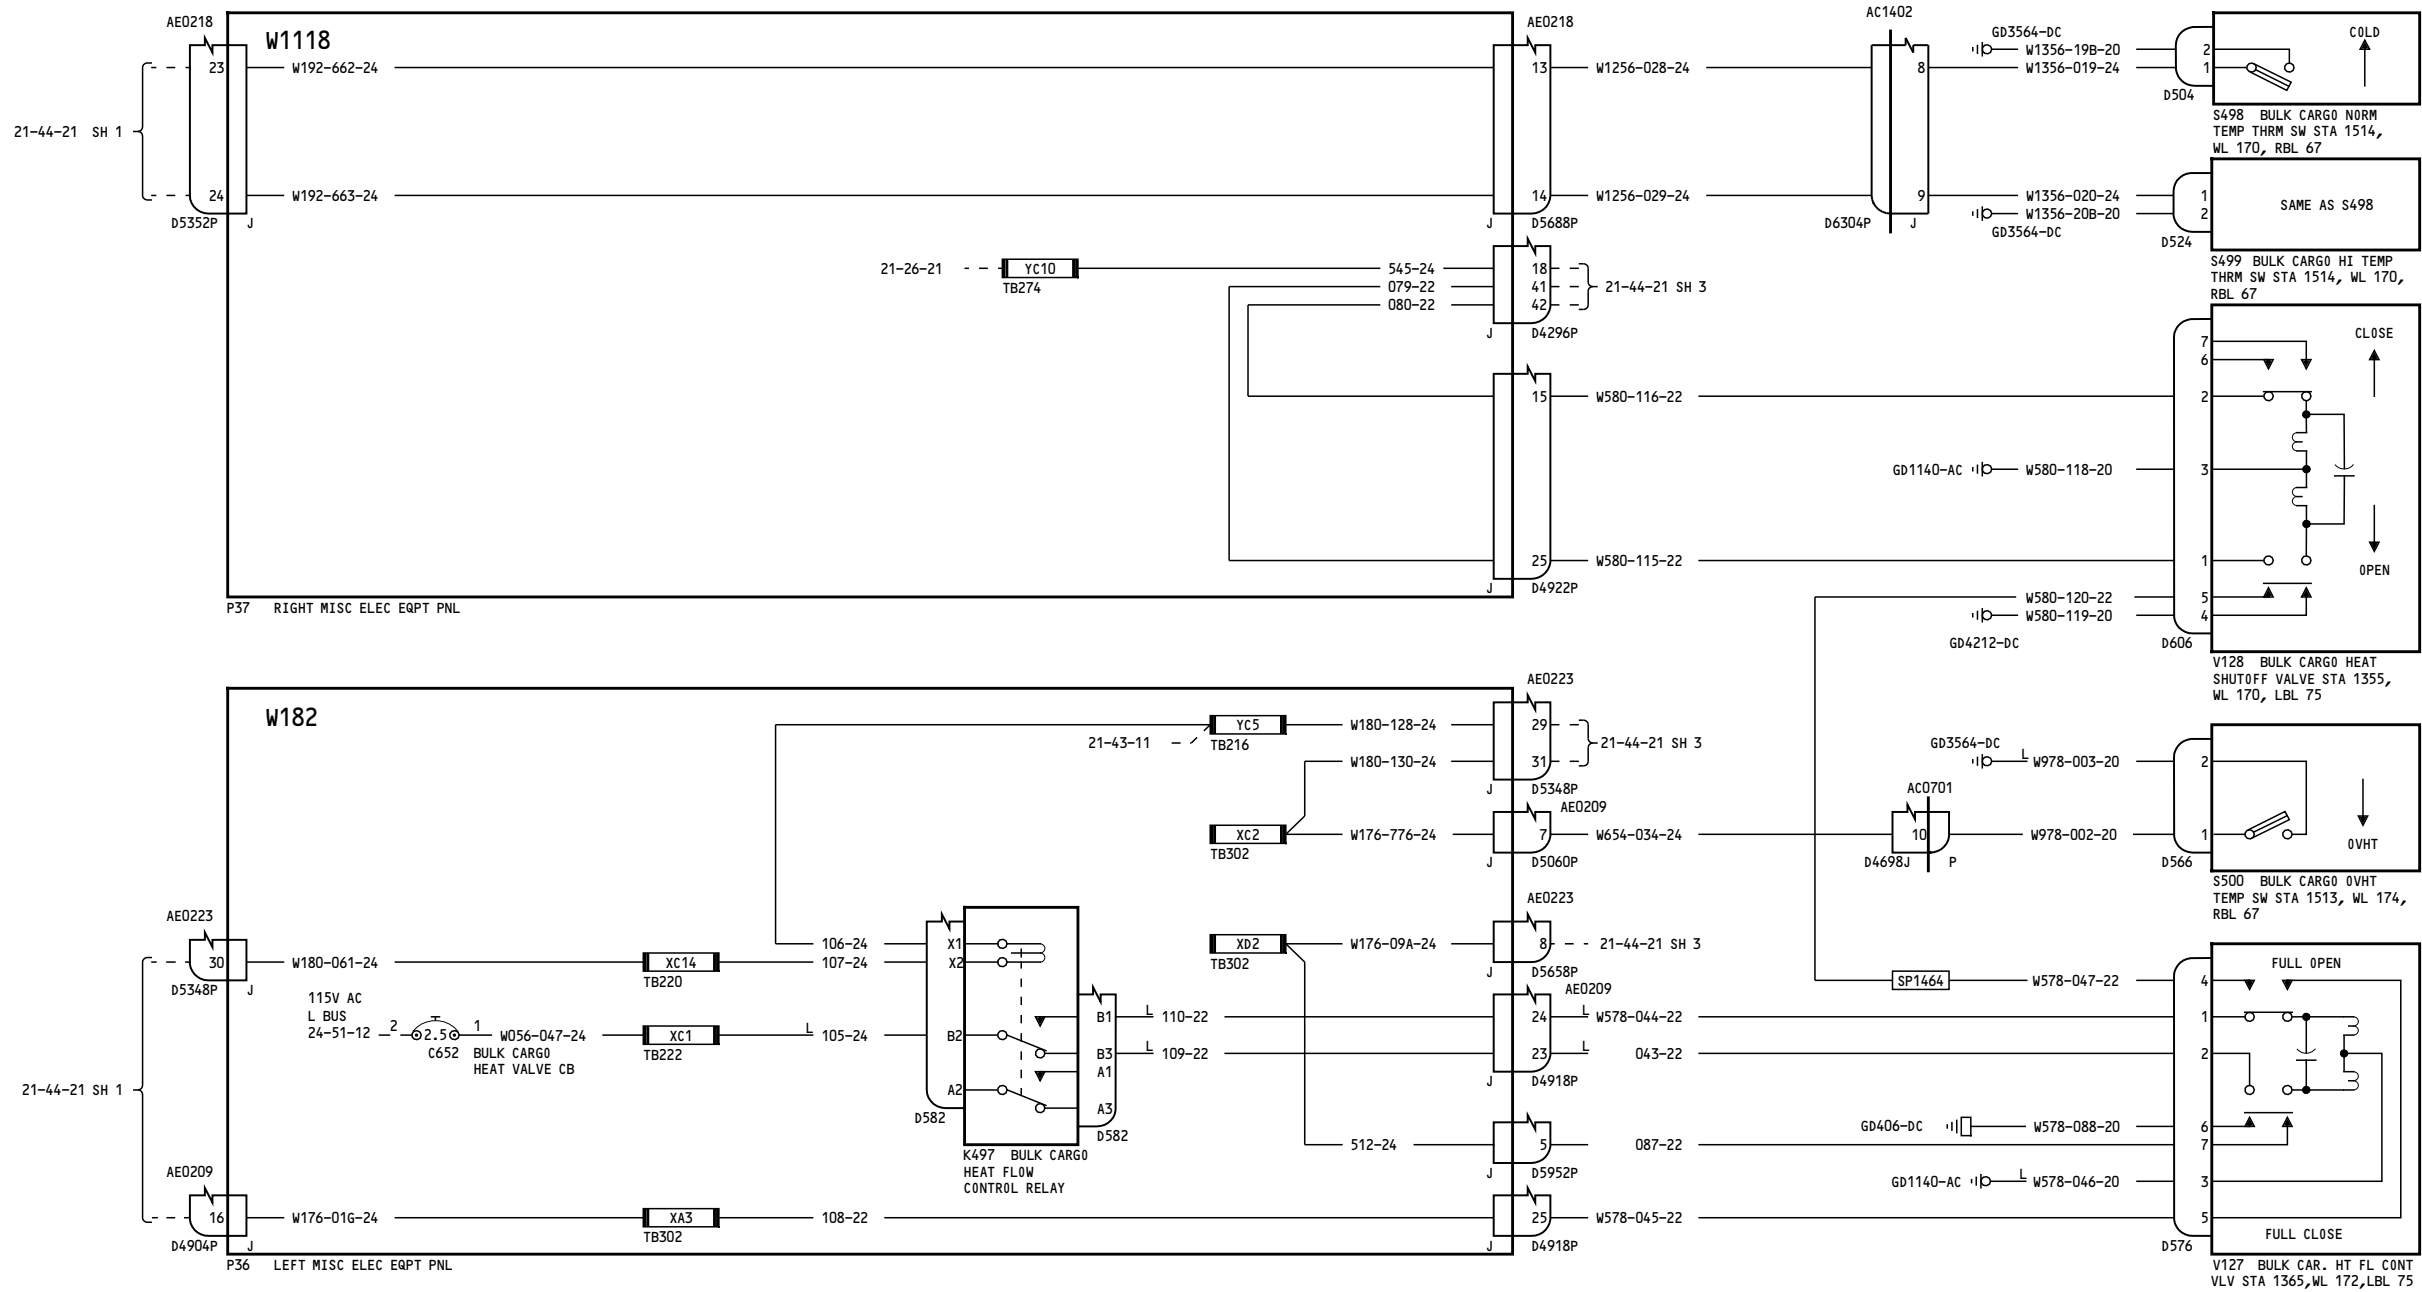 AE0218
W1118
23
W192-662-24
21-44-21 SH 1
24
W192-663-24
D5352P
J
AE0218
13
W1256-028-24
14
W1256-029-24
J
D5688P
AC1402
8
9
D6304P
J
GD3564-DC
W1356-19B-20
W1356-019-24
2
1
D504
COLD
S498 BULK CARGO NORM
TEMP THRM SW STA 1514,
WL 170, RBL 67
W1356-020-24
W1356-20B-20
GD3564-DC
1
2
D524
SAME AS S498
S499 BULK CARGO HI TEMP
THRM SW STA 1514, WL 170,
RBL 67
21-26-21
YC10
TB274
545-24
079-22
080-22
18
41
42
21-44-21 SH 3
J
D4296P
15
W580-116-22
25
W580-115-22
J
D4922P
GD1140-AC
W580-118-20
W580-120-22
W580-119-20
GD4212-DC
7
6
2
3
1
5
4
D606
CLOSE
OPEN
V128 BULK CARGO HEAT
SHUTOFF VALVE STA 1355,
WL 170, LBL 75
P37 RIGHT MISC ELEC EQPT PNL
W182
AE0223
YC5
TB216
21-43-11
W180-128-24
W180-130-24
29
31
21-44-21 SH 3
J
D5348P
XC2
TB302
W176-776-24
AE0209
7
W654-034-24
J
D5060P
AC0701
10
D4698J
P
W978-002-20
GD3564-DC
L
W978-003-20
2
1
D566
OVHT
S500 BULK CARGO OVHT
TEMP SW STA 1513, WL 174,
RBL 67
AE0223
30
W180-061-24
D5348P
J
XC14
TB220
106-24
107-24
X1
X2
115V AC
L BUS
24-51-12
2
2.5
1
C652
BULK CARGO
HEAT VALVE CB
W056-047-24
XC1
TB222
L
105-24
B2
A2
D582
B1
B3
A1
A3
D582
K497 BULK CARGO
HEAT FLOW
CONTROL RELAY
L
110-22
L
109-22
XD2
TB302
W176-09A-24
AE0223
8
21-44-21 SH 3
J
D5658P
AE0209
24
L
W578-044-22
23
L
043-22
J
D4918P
512-24
5
087-22
J
D5952P
21-44-21 SH 1
AE0209
16
W176-01G-24
D4904P
J
XA3
TB302
108-22
25
W578-045-22
J
D4918P
SP1464
W578-047-22
GD406-DC
W578-088-20
GD1140-AC
L
W578-046-20
4
1
2
6
7
3
5
D576
FULL OPEN
FULL CLOSE
V127 BULK CAR. HT FL CONT
VLV STA 1365,WL 172,LBL 75
P36 LEFT MISC ELEC EQPT PNL